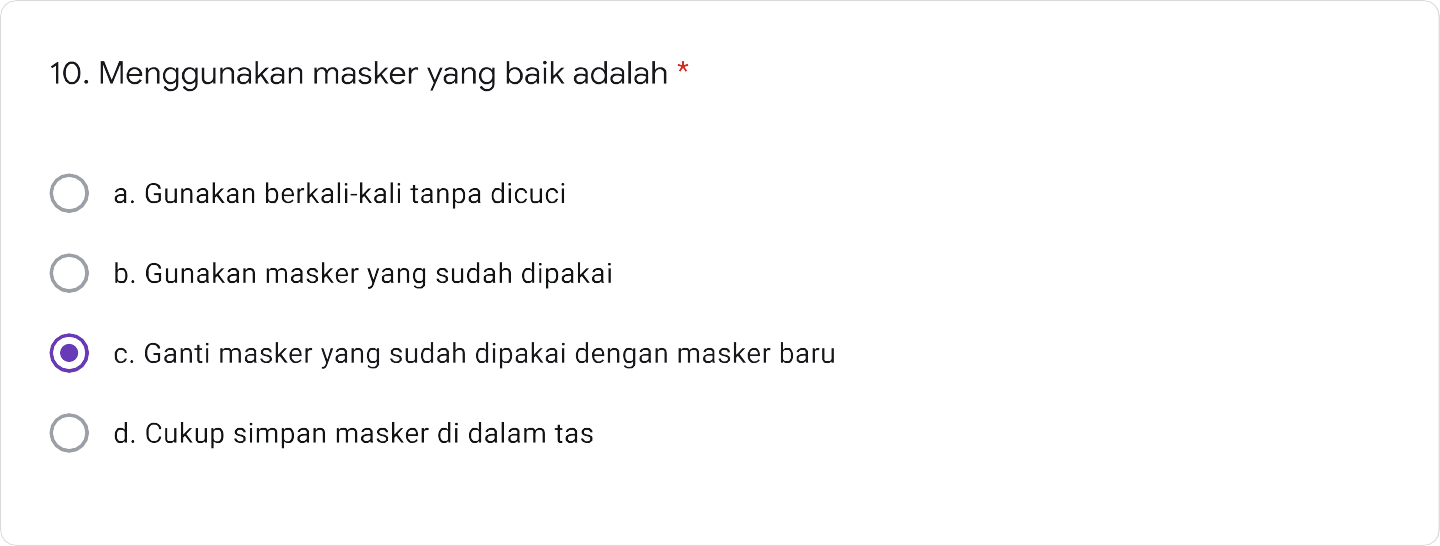 10. Menggunakan masker yang baik adalah *
a. Gunakan berkali-kali tanpa dicuci
b. Gunakan masker yang sudah dipakai
c. Ganti masker yang sudah dipakai dengan masker baru
d. Cukup simpan masker di dalam tas